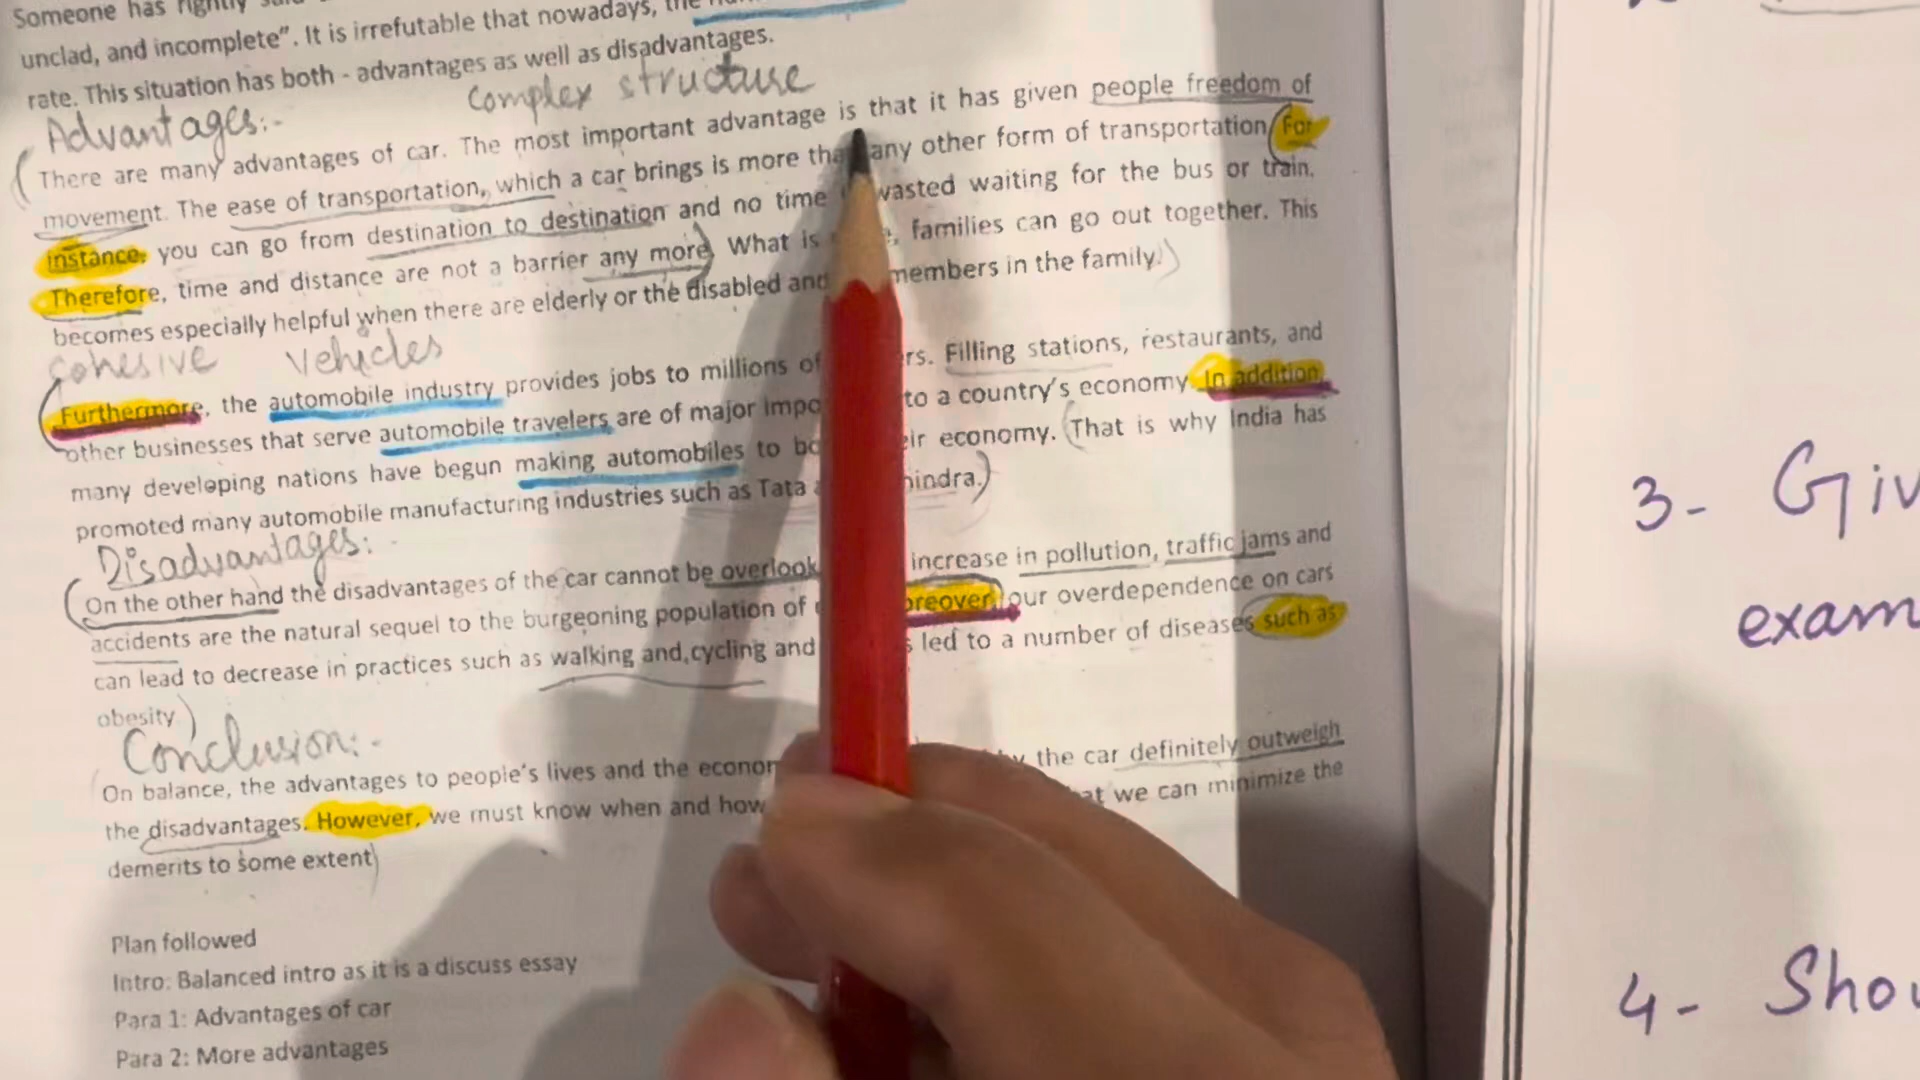 Someone has rightly
unclad, and incomplete”. It is irrefutable that nowadays, the
rate. This situation has both - advantages as well as disadvantages.
Complex structure
Advantages:-
There are many advantages of car. The most important advantage is that it has given people freedom of
movement. The ease of transportation, which a car brings is more than any other form of transportation. For
instance, you can go from destination to destination and no time wasted waiting for the bus or train.
Therefore, time and distance are not a barrier any more. What is families can go out together. This
becomes especially helpful when there are elderly or the disabled and members in the family.
Cohesive Vehicles
Furthermore, the automobile industry provides jobs to millions of Filling stations, restaurants, and
other businesses that serve automobile travelers are of major to a country’s economy. In addition
many developing nations have begun making automobiles to economy. (That is why India has
promoted many automobile manufacturing industries such as Tata
Disadvantages:-
On the other hand the disadvantages of the car cannot be increase in pollution, traffic jams and
accidents are the natural sequel to the burgeoning population of our overdependence on cars
can lead to decrease in practices such as walking and cycling and led to a number of diseases such as
obesity.)
Conclusion:-
On balance, the advantages to people’s lives and the the car definitely outweigh
the disadvantages. However, we must know when and how we can minimize the
demerits to some extent
Plan followed
Intro: Balanced intro as it is a discuss essay
Para 1: Advantages of car
Para 2: More advantages
3-
4-